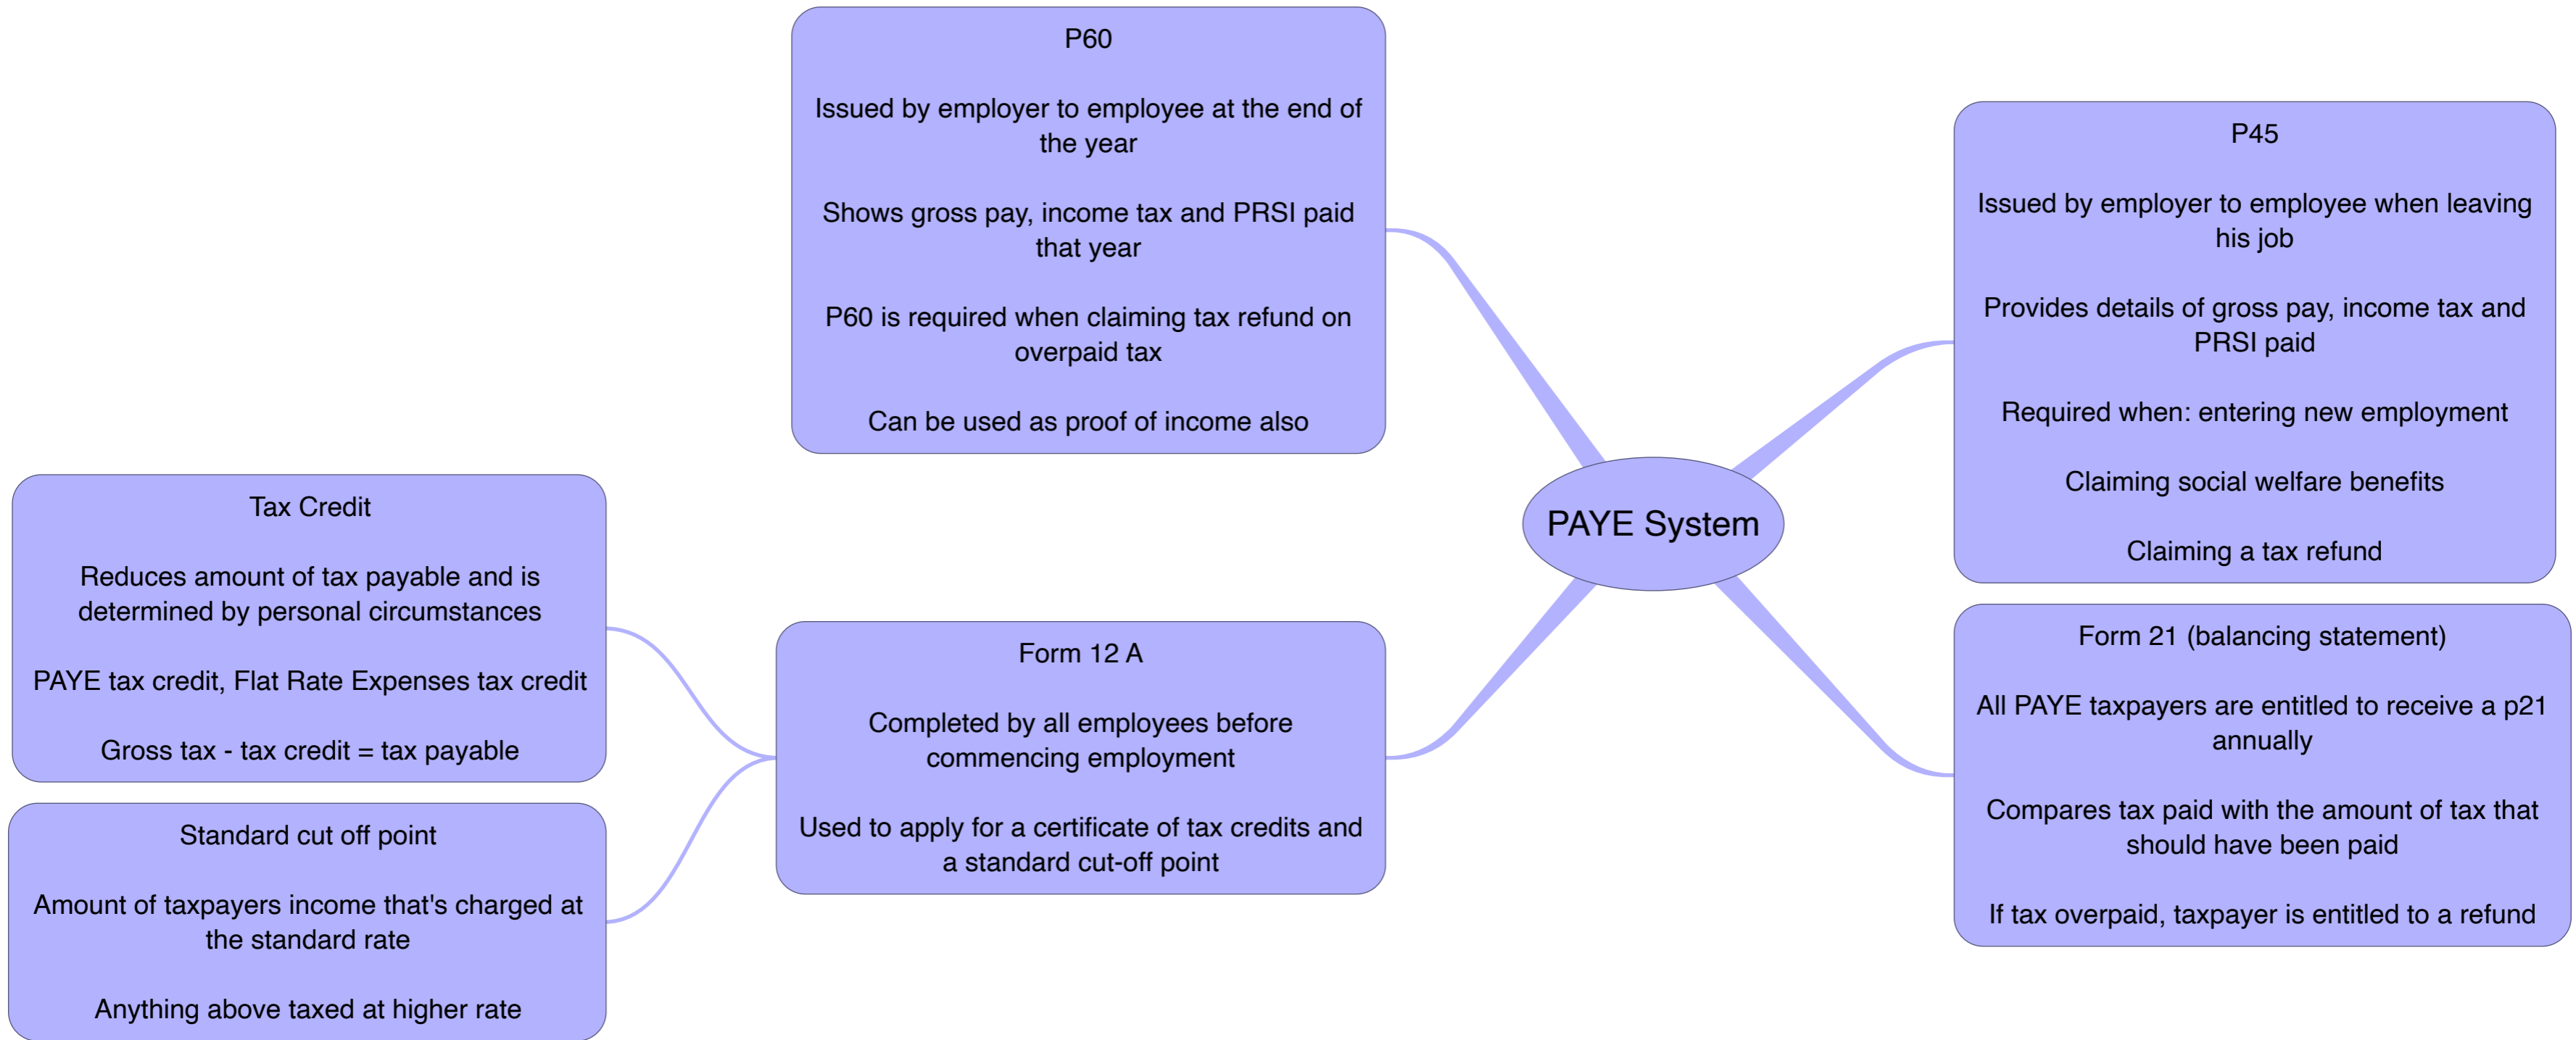 P60
Issued by employer to employee at the end of
the year
Shows gross pay, income tax and PRSI paid
that year
P60 is required when claiming tax refund on
overpaid tax
Can be used as proof of income also
P45
Issued by employer to employee when leaving
his job
Provides details of gross pay, income tax and
PRSI paid
Required when: entering new employment
Claiming social welfare benefits
Claiming a tax refund
PAYE System
Tax Credit
Reduces amount of tax payable and is
determined by personal circumstances
PAYE tax credit, Flat Rate Expenses tax credit
Gross tax - tax credit = tax payable
Form 12 A
Completed by all employees before
commencing employment
Used to apply for a certificate of tax credits and
a standard cut-off point
Form 21 (balancing statement)
All PAYE taxpayers are entitled to receive a p21
annually
Compares tax paid with the amount of tax that
should have been paid
If tax overpaid, taxpayer is entitled to a refund
Standard cut off point
Amount of taxpayers income that's charged at
the standard rate
Anything above taxed at higher rate